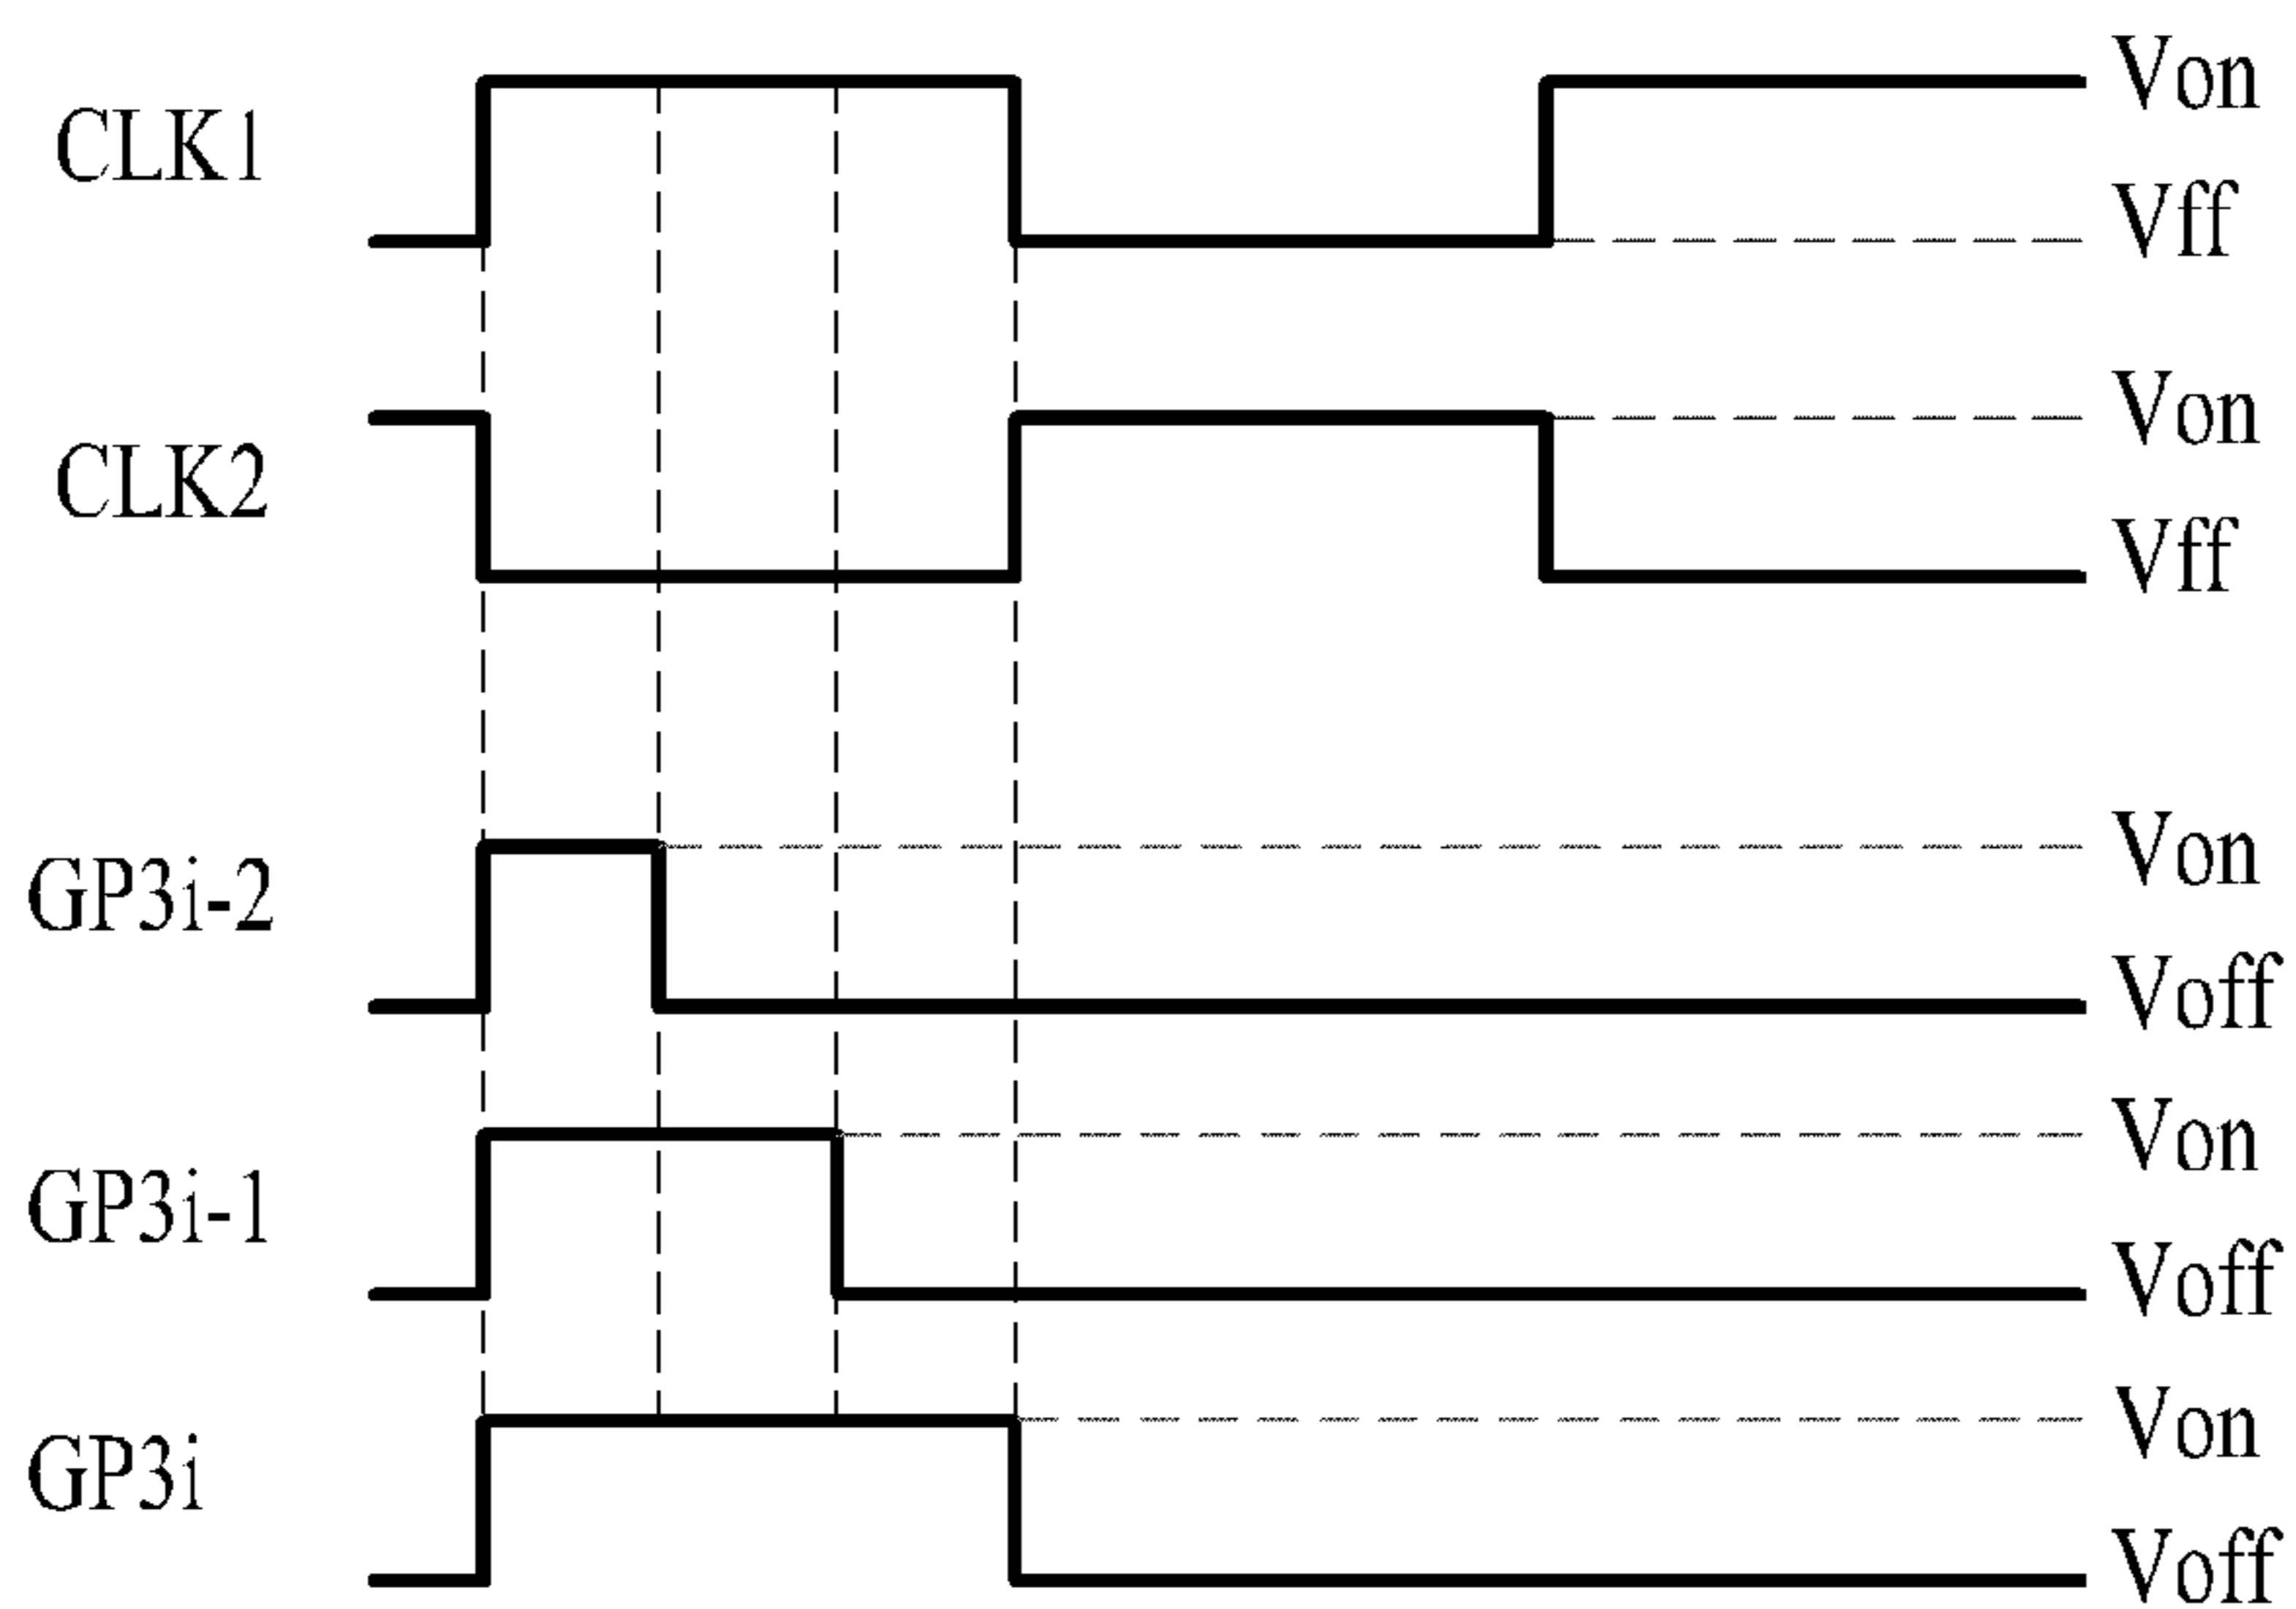 CLK1
Von
Vff
CLK2
Von
Vff
GP3i-2
Von
Voff
GP3i-1
Von
Voff
GP3i
Von
Voff